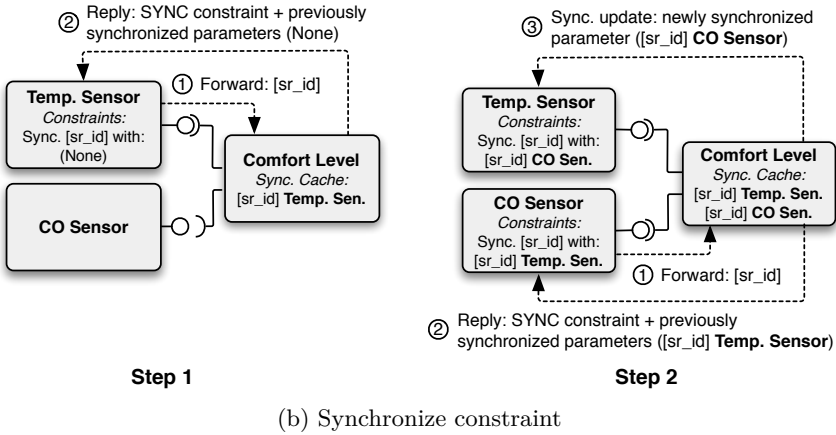 ② Reply: SYNC constraint + previously
synchronized parameters (None)
① Forward: [sr_id]
Temp. Sensor
Constraints:
Sync. [sr_id] with:
(None)
CO Sensor
Comfort Level
Sync. Cache:
[sr_id] Temp. Sen.
Step 1
③ Sync. update: newly synchronized
parameter ([sr_id] CO Sensor)
Temp. Sensor
Constraints:
Sync. [sr_id] with:
[sr_id] CO Sen.
CO Sensor
Constraints:
Sync. [sr_id] with:
[sr_id] Temp. Sen.
Comfort Level
Sync. Cache:
[sr_id] Temp. Sen.
[sr_id] CO Sen.
① Forward: [sr_id]
② Reply: SYNC constraint + previously
synchronized parameters ([sr_id] Temp. Sensor)
Step 2
(b) Synchronize constraint